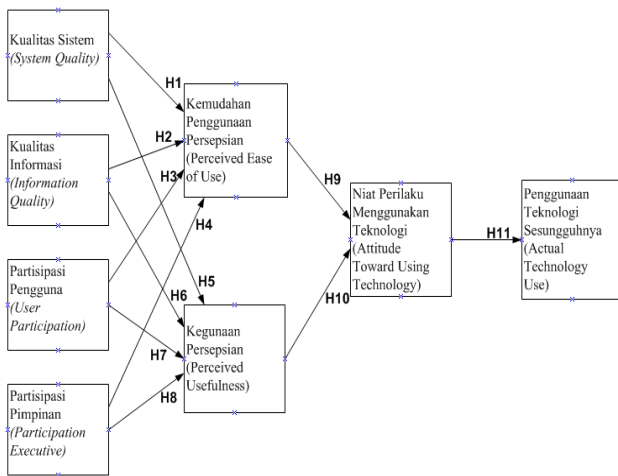 Kualitas Sistem
(System Quality)
H1
Kualitas
Informasi
(Information
Quality)
H2
H3
Partisipasi
Pengguna
(User
Participation)
Partisipasi
Pimpinan
(Participation
Executive)
Kemudahan
Penggunaan
Persepsian
(Perceived Ease
of Use)
H4
H5
H6
H7
H8
Kegunaan
Persepsian
(Perceived
Usefulness)
H9
H10
Niat Perilaku
Menggunakan
Teknologi
(Attitude
Toward Using
Technology)
H11
Penggunaan
Teknologi
Sesungguhnya
(Actual
Technology
Use)